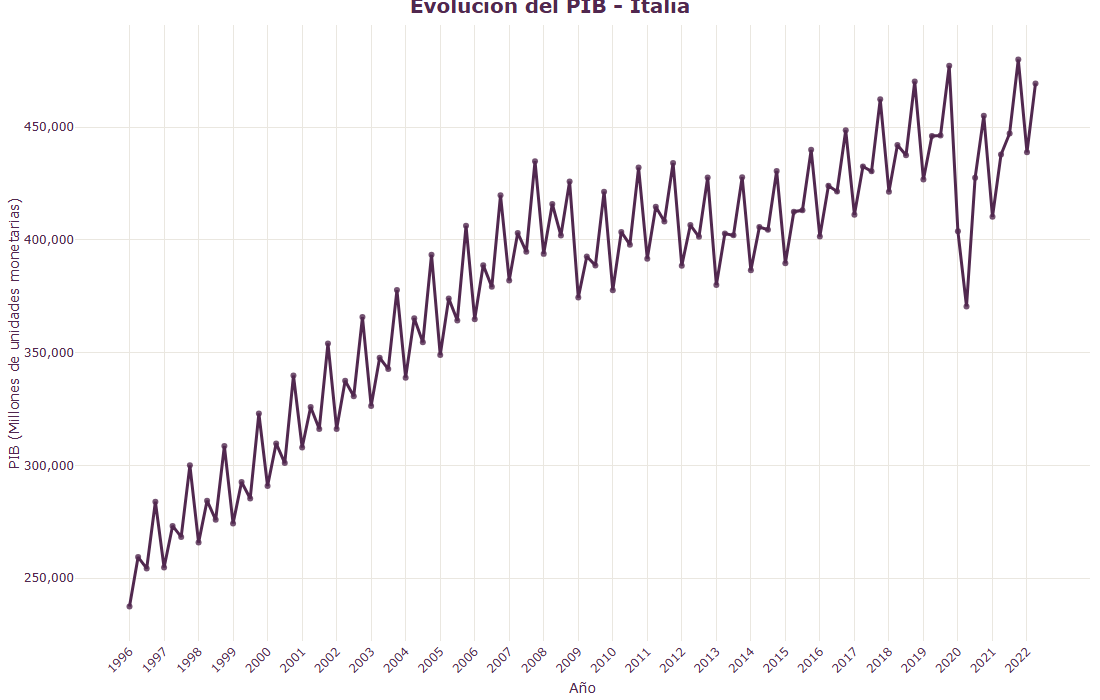 Evolución del PIB - Italia
PIB (Millones de unidades monetarias)
450,000
400,000
350,000
300,000
250,000
1996 1997 1998 1999 2000 2001 2002 2003 2004 2005 2006 2007 2008 2009 2010 2011 2012 2013 2014 2015 2016 2017 2018 2019 2020 2021 2022
Año